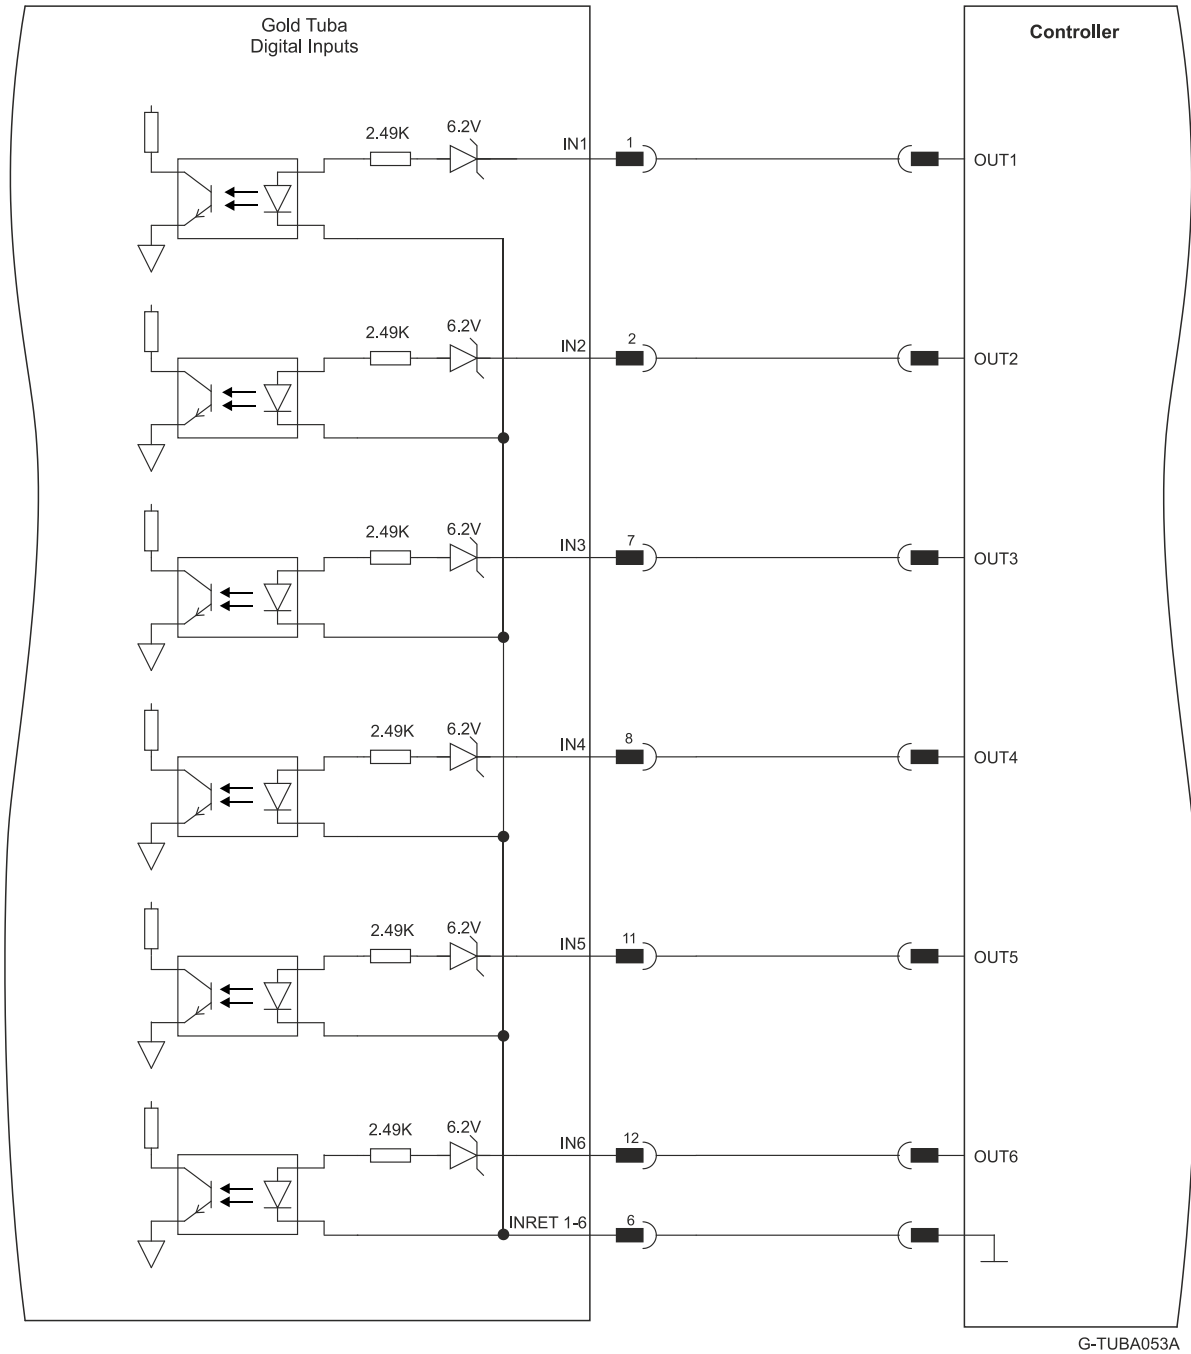 Gold Tuba
Digital Inputs
Controller
2.49K
6.2V
IN1
1
OUT1
2.49K
6.2V
IN2
2
OUT2
2.49K
6.2V
IN3
7
OUT3
2.49K
6.2V
IN4
8
OUT4
2.49K
6.2V
IN5
11
OUT5
2.49K
6.2V
IN6
12
OUT6
INRET 1-6
6
G-TUBA053A